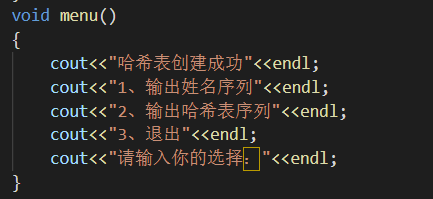 void menu()
{
cout<<"哈希表创建成功"<<endl;
cout<<"1、输出姓名序列"<<endl;
cout<<"2、输出哈希表序列"<<endl;
cout<<"3、退出"<<endl;
cout<<"请输入你的选择："<<endl;
}